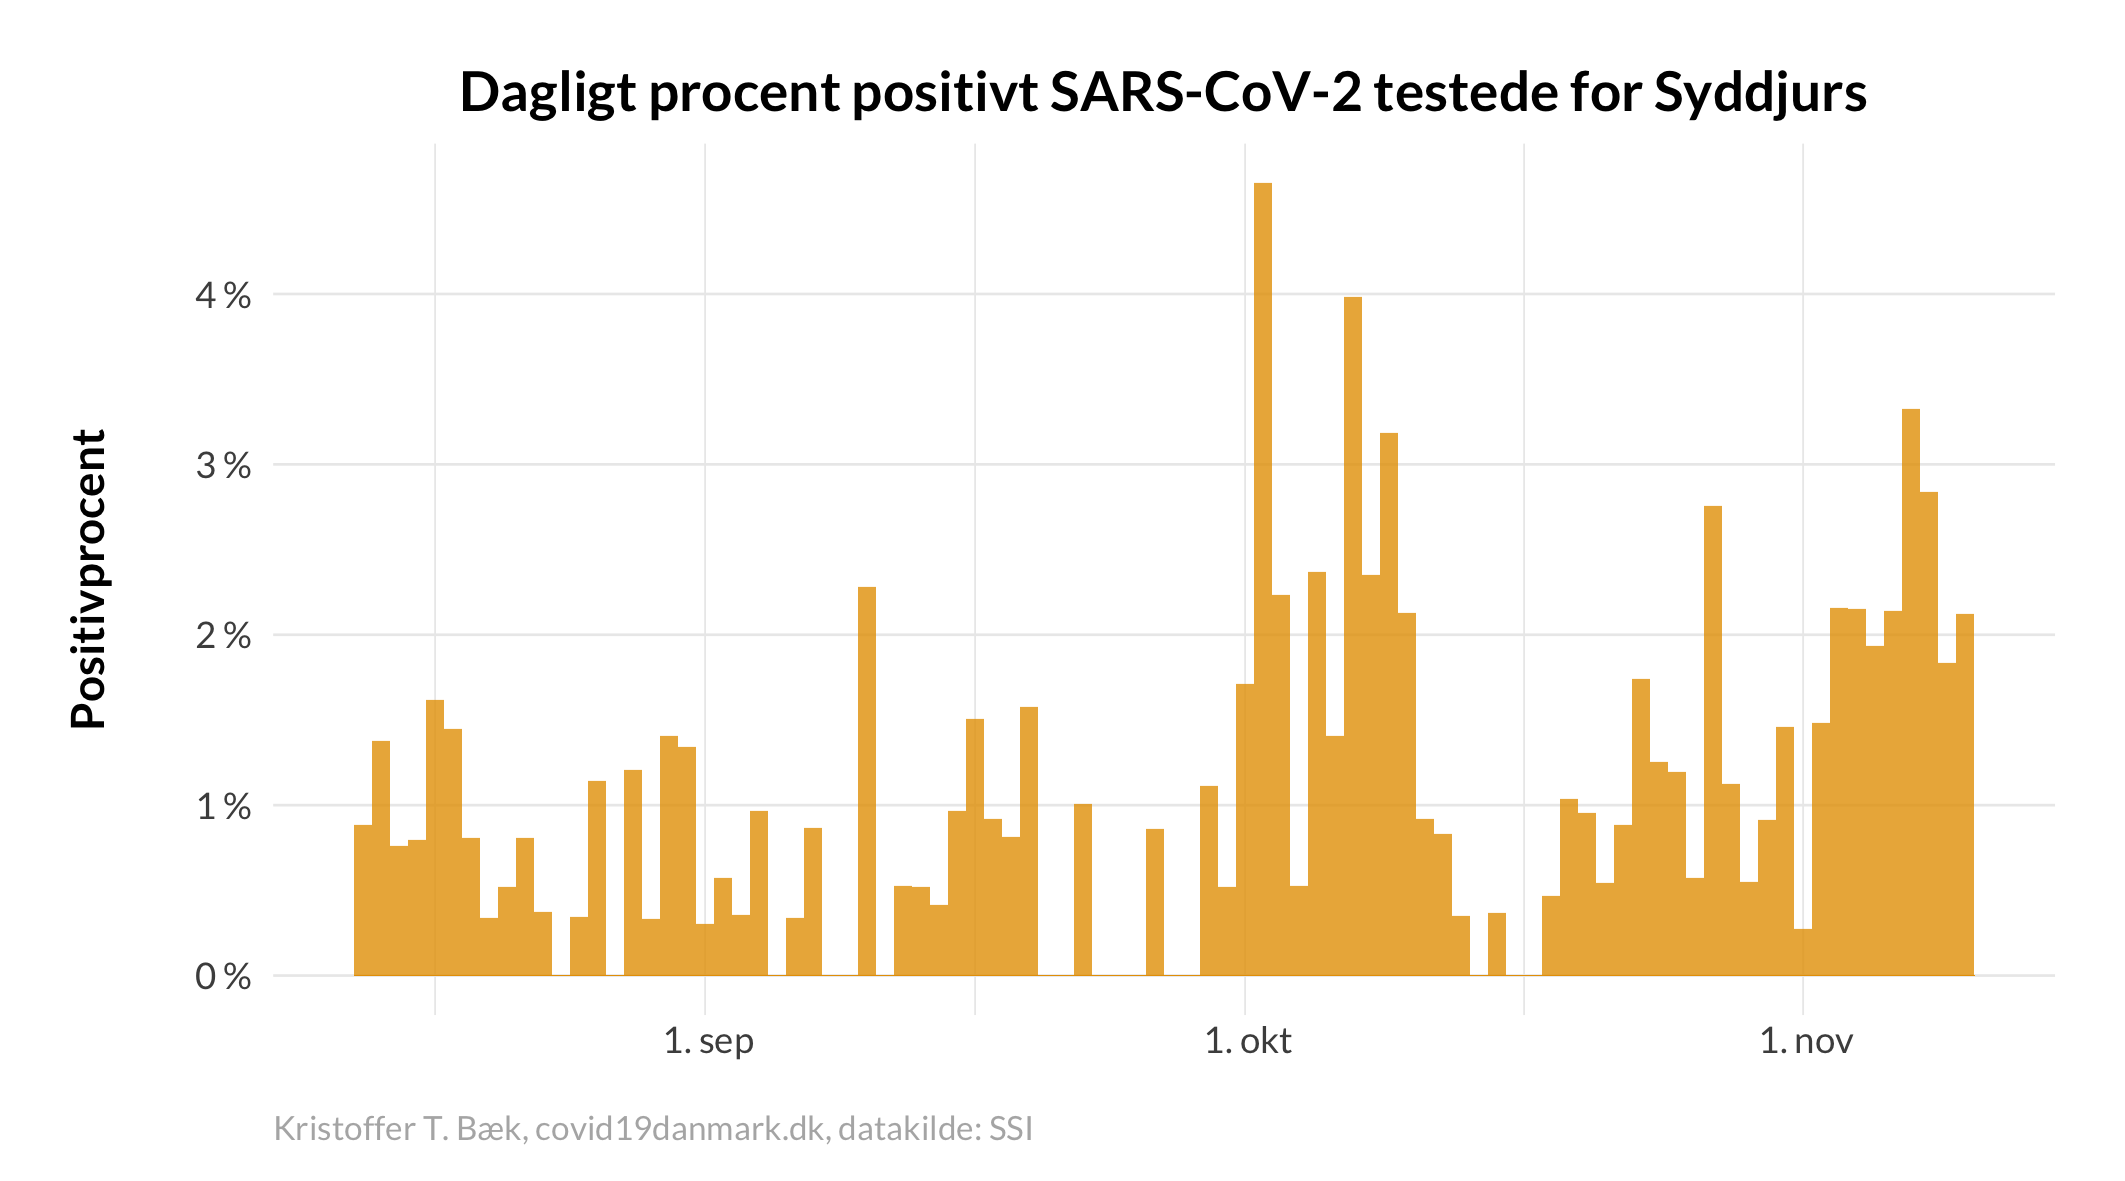 Dagligt procent positivt SARS-CoV-2 testede for Syddjurs
Positivprocent
4 %
3 %
2 %
1 %
0 %
1. sep
1. okt
1. nov
Kristoffer T. Bæk, covid19danmark.dk, datakilde: SSI